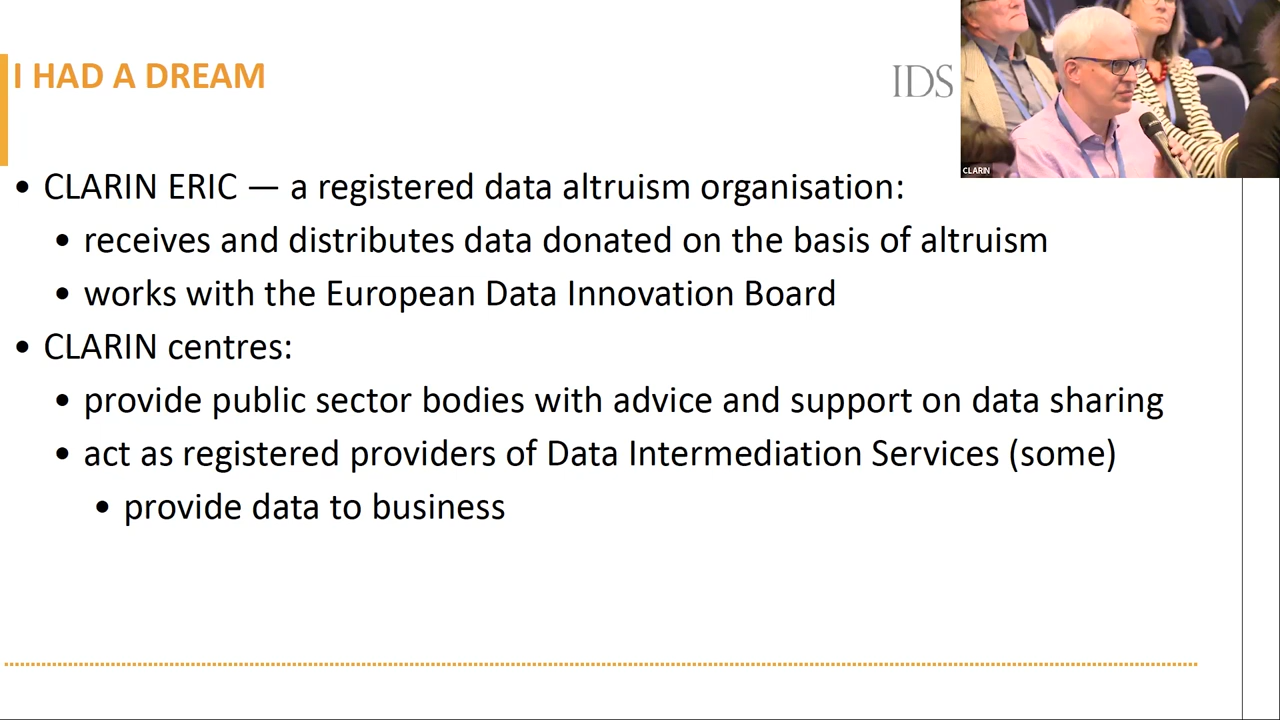 I HAD A DREAM
IDS
CLARIN
• CLARIN ERIC — a registered data altruism organisation:
• receives and distributes data donated on the basis of altruism
• works with the European Data Innovation Board
• CLARIN centres:
• provide public sector bodies with advice and support on data sharing
• act as registered providers of Data Intermediation Services (some)
• provide data to business